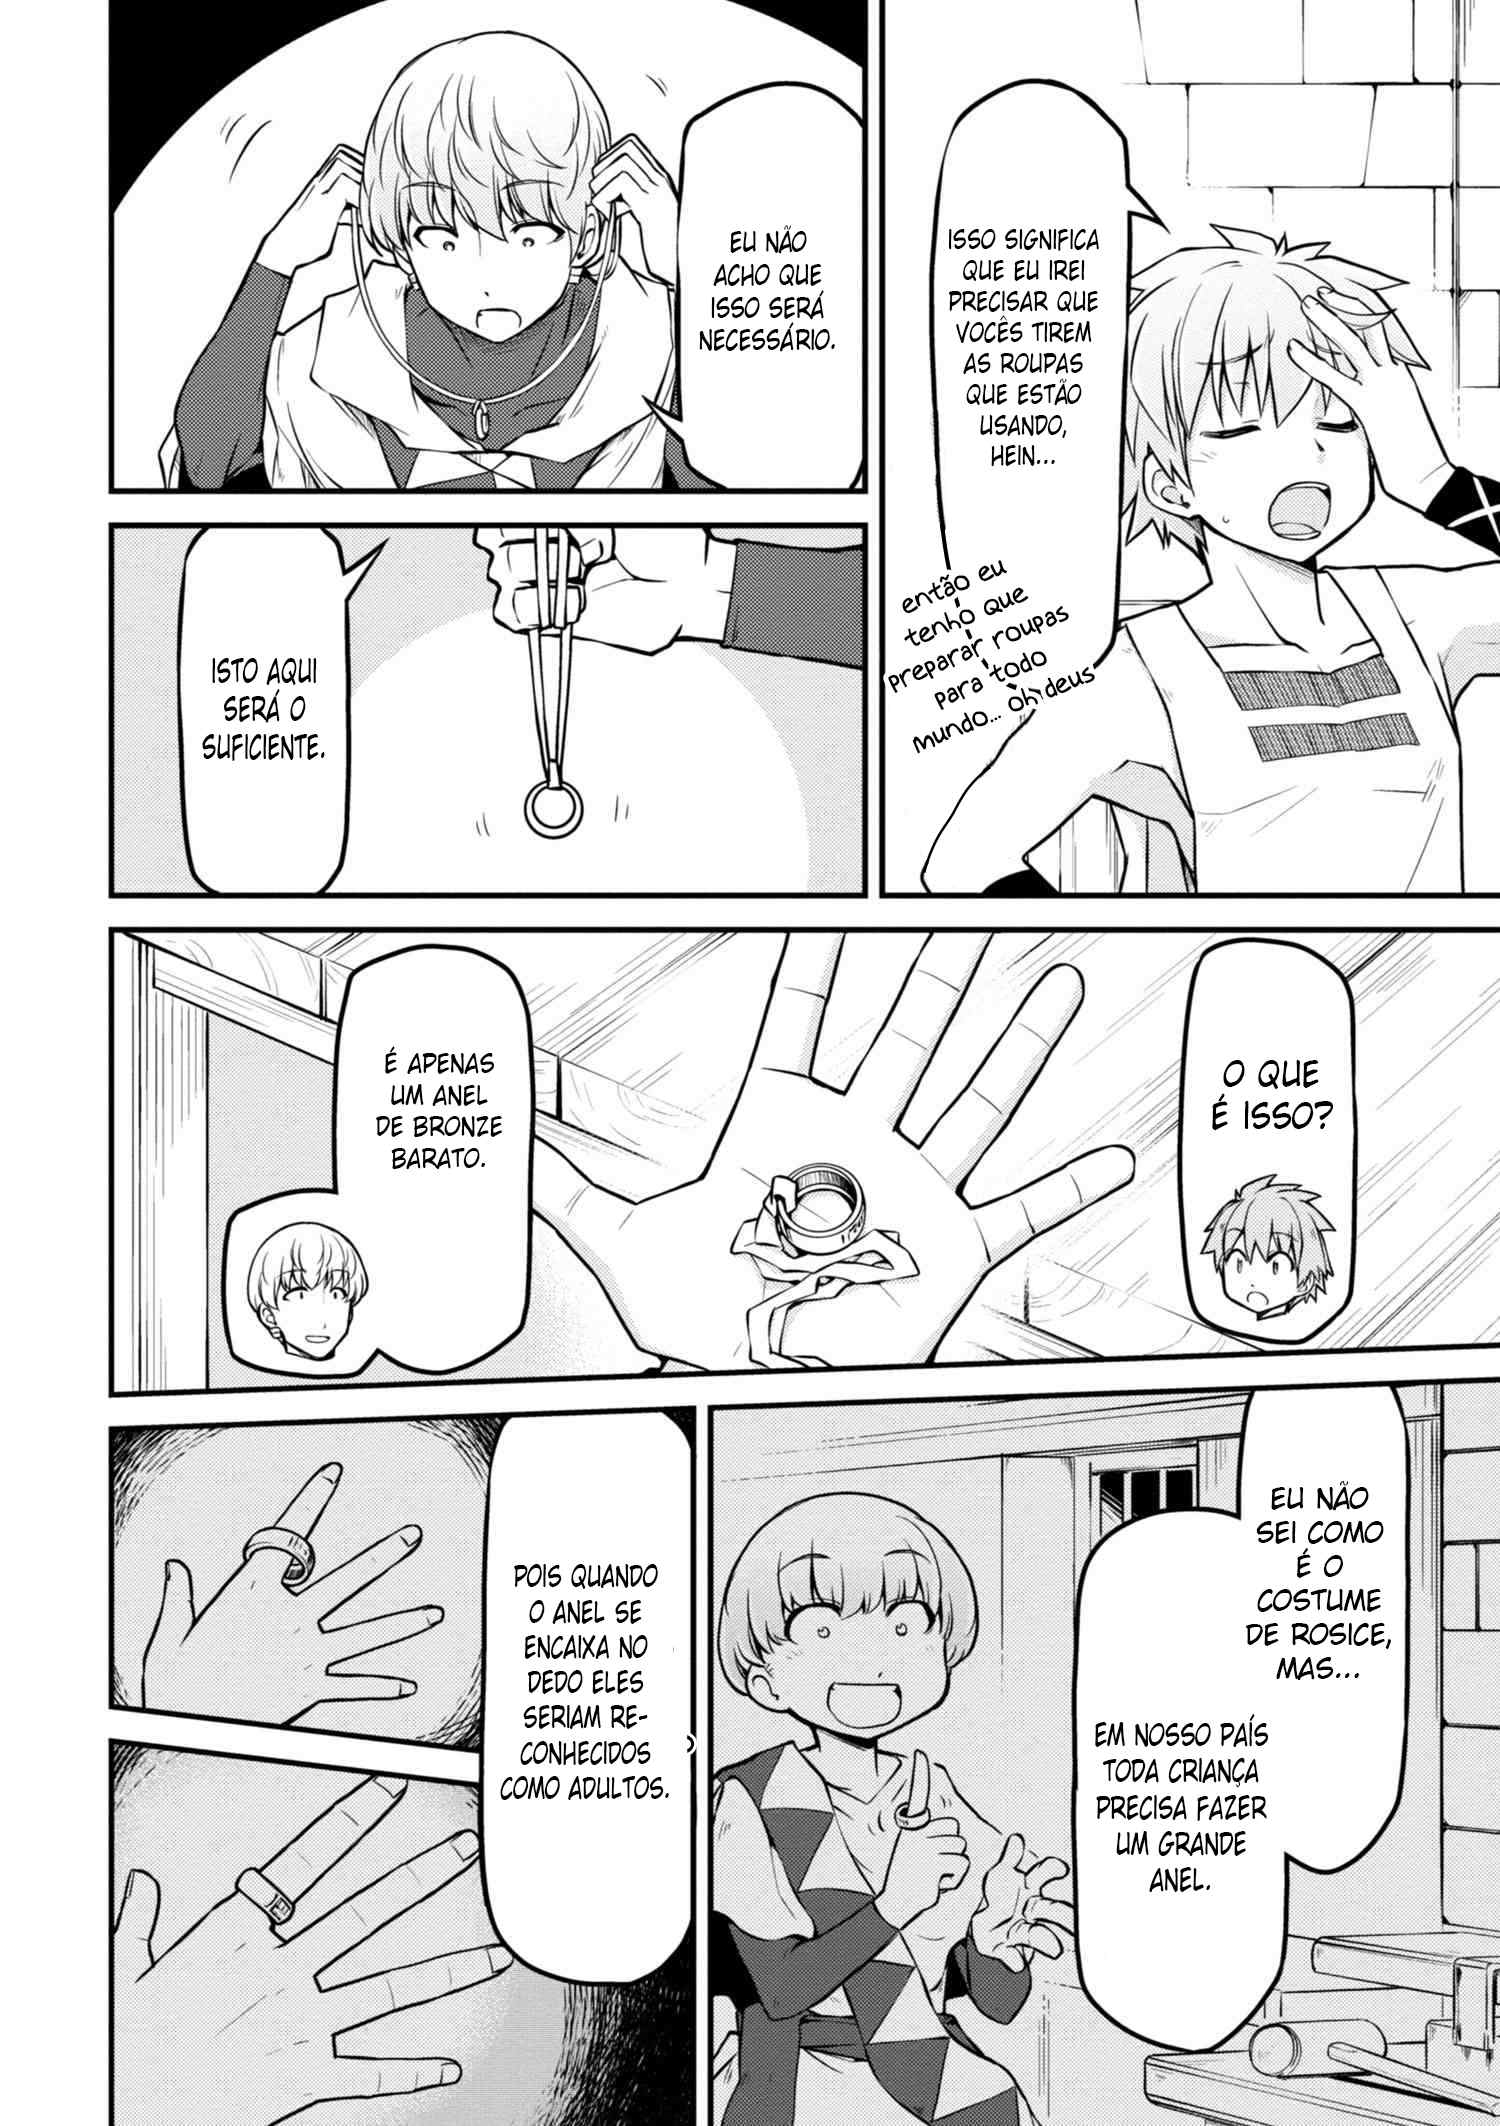 ISSO SIGNIFICA
QUE EU IREI
PRECISAR QUE
VOCÊS TIREM
AS ROUPAS
QUE ESTÃO
USANDO,
HEIN...
então eu
tenho que
preparar roupas
para todo
mundo... oh deus
EU NÃO
ACHO QUE
ISSO SERÁ
NECESSÁRIO.
ISTO AQUI
SERÁ O
SUFICIENTE.
O QUE
É ISSO?
É APENAS
UM ANEL
DE BRONZE
BARATO.
EU NÃO
SEI COMO
É O
COSTUME
DE ROSICE,
MAS...
EM NOSSO PAÍS
TODA CRIANÇA
PRECISA FAZER
UM GRANDE
ANEL.
POIS QUANDO
O ANEL SE
ENCAIXA NO
DEDO ELES
SERIAM RE-
CONHECIDOS
COMO ADULTOS.